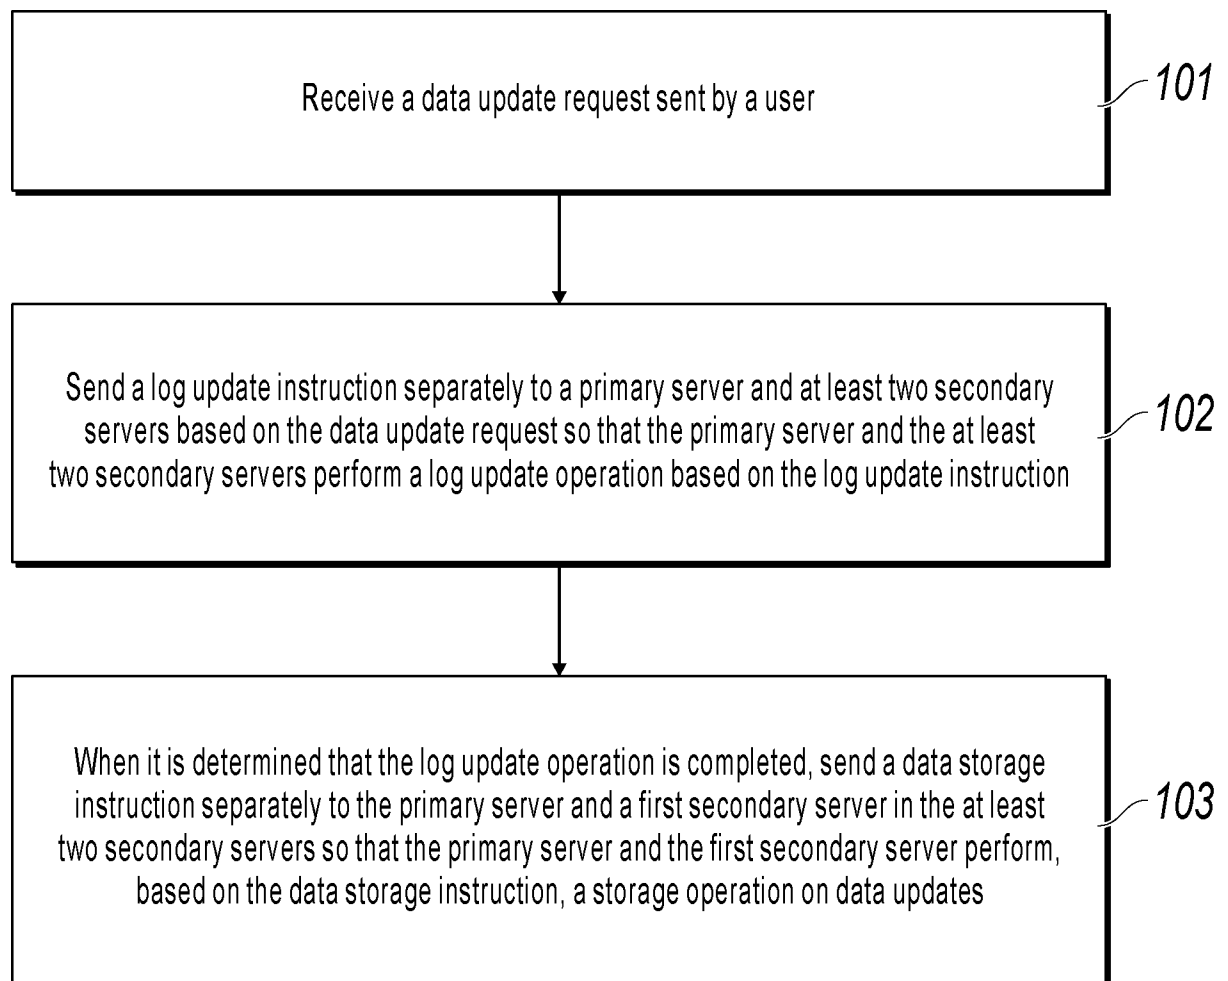 Receive a data update request sent by a user
101
Send a log update instruction separately to a primary server and at least two secondary
servers based on the data update request so that the primary server and the at least
two secondary servers perform a log update operation based on the log update instruction
102
When it is determined that the log update operation is completed, send a data storage
instruction separately to the primary server and a first secondary server in the at least
two secondary servers so that the primary server and the first secondary server perform,
based on the data storage instruction, a storage operation on data updates
103